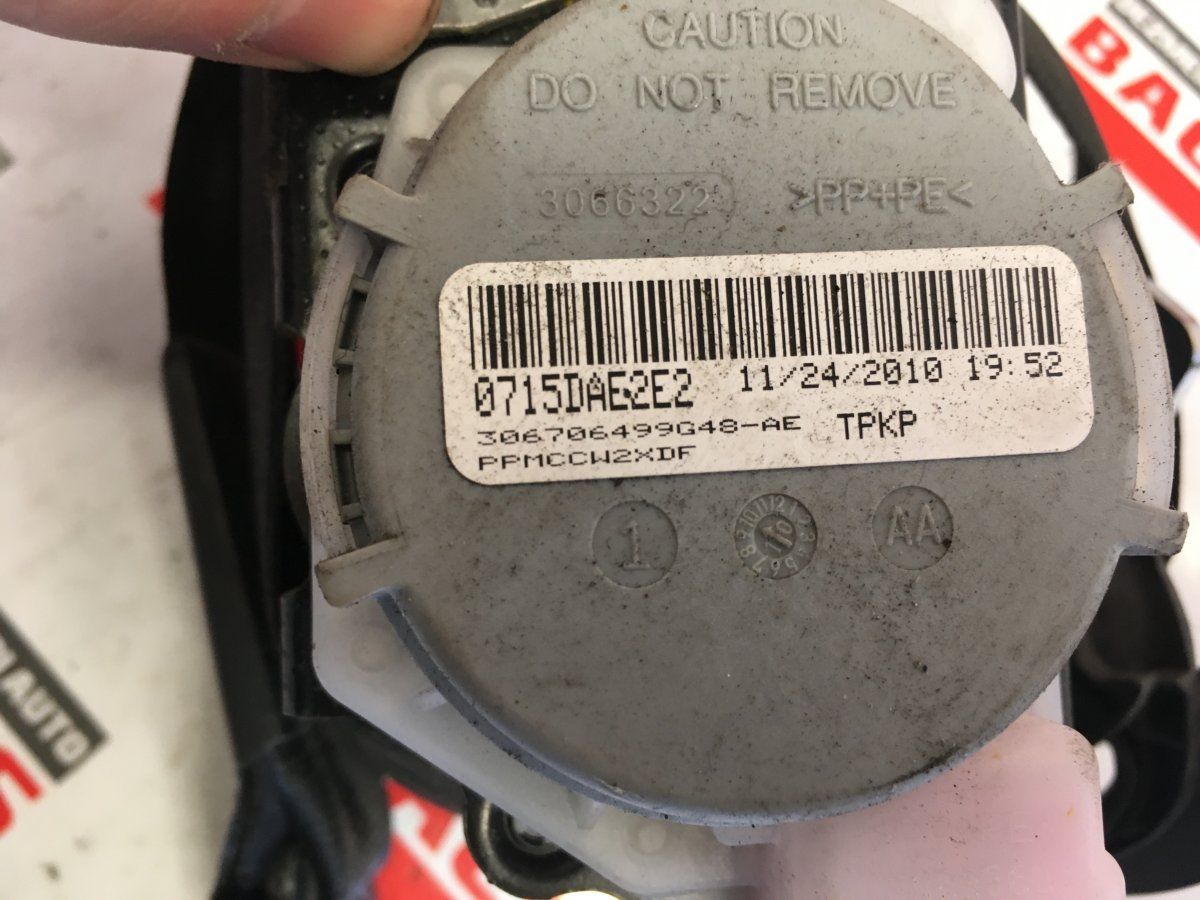 CAUTION
DO NOT REMOVE
3066322 >PP+PE<
0715DAE2E2 11/24/2010 19:52
306706499G48-AE TPKP
PPMCCW2XDF
1 AA
AUTO